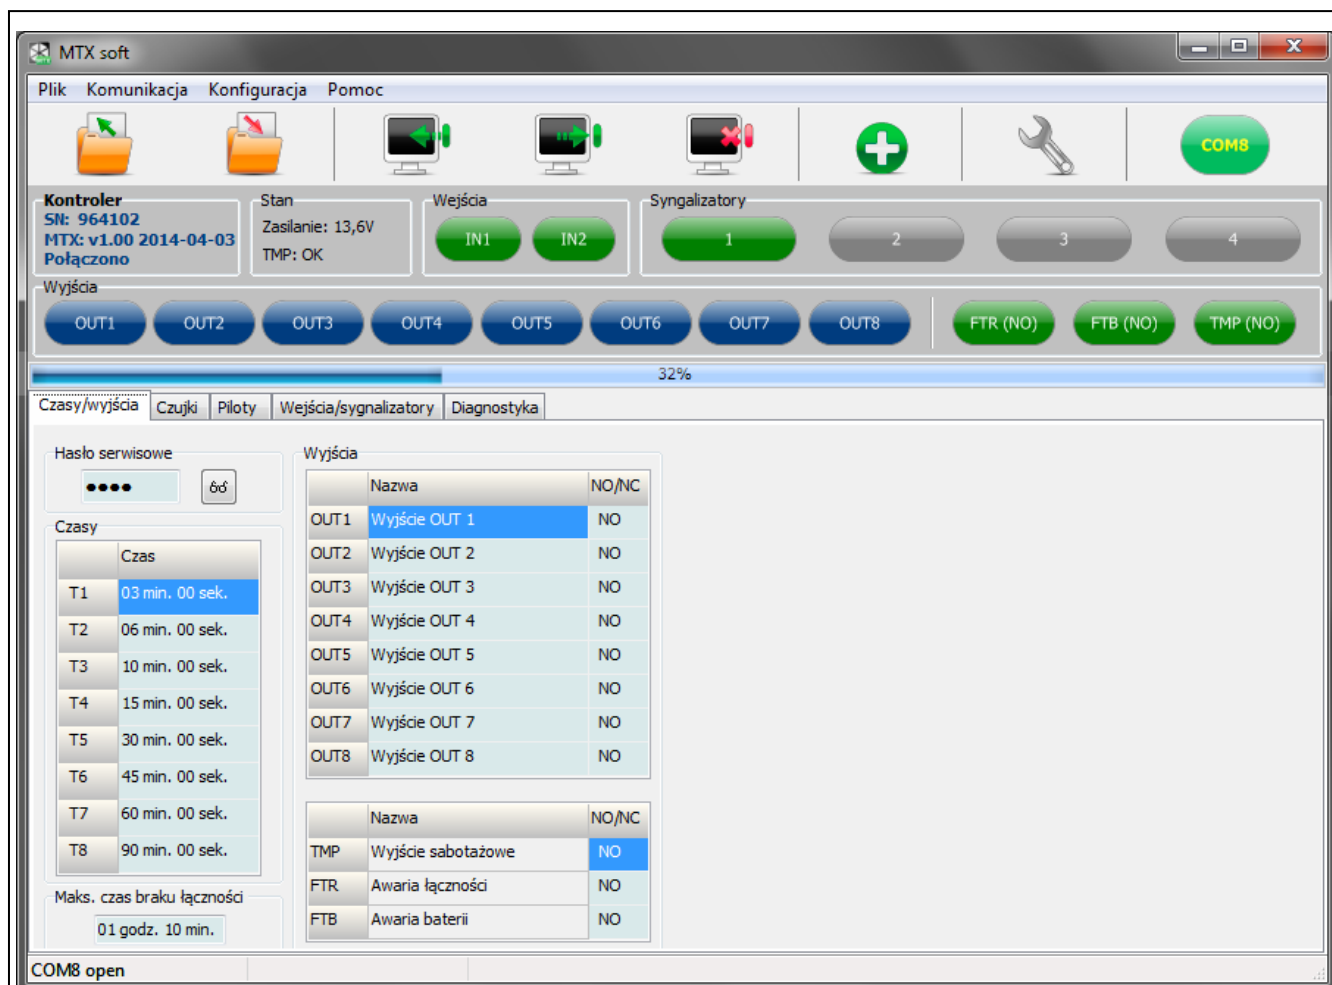 MTX soft
Plik Komunikacja Konfiguracja Pomoc
COM8
Kontroler
SN: 964102
MTX: v1.00 2014-04-03
Połączono
Stan
Zasilanie: 13,6V
TMP: OK
Wejścia
IN1 IN2
Syngalizatory
1 2 3 4
Wyjścia
OUT1 OUT2 OUT3 OUT4 OUT5 OUT6 OUT7 OUT8 FTR (NO) FTB (NO) TMP (NO)
32%
Czasy/wyjścia Czujki Piloty Wejścia/sygnalizatory Diagnostyka
Hasło serwisowe
●●●●
Czasy
Czas
T1 03 min. 00 sek.
T2 06 min. 00 sek.
T3 10 min. 00 sek.
T4 15 min. 00 sek.
T5 30 min. 00 sek.
T6 45 min. 00 sek.
T7 60 min. 00 sek.
T8 90 min. 00 sek.
Maks. czas braku łączności
01 godz. 10 min.
Wyjścia
Nazwa NO/NC
OUT1 Wyjście OUT 1 NO
OUT2 Wyjście OUT 2 NO
OUT3 Wyjście OUT 3 NO
OUT4 Wyjście OUT 4 NO
OUT5 Wyjście OUT 5 NO
OUT6 Wyjście OUT 6 NO
OUT7 Wyjście OUT 7 NO
OUT8 Wyjście OUT 8 NO
Nazwa NO/NC
TMP Wyjście sabotażowe NO
FTR Awaria łączności NO
FTB Awaria baterii NO
COM8 open